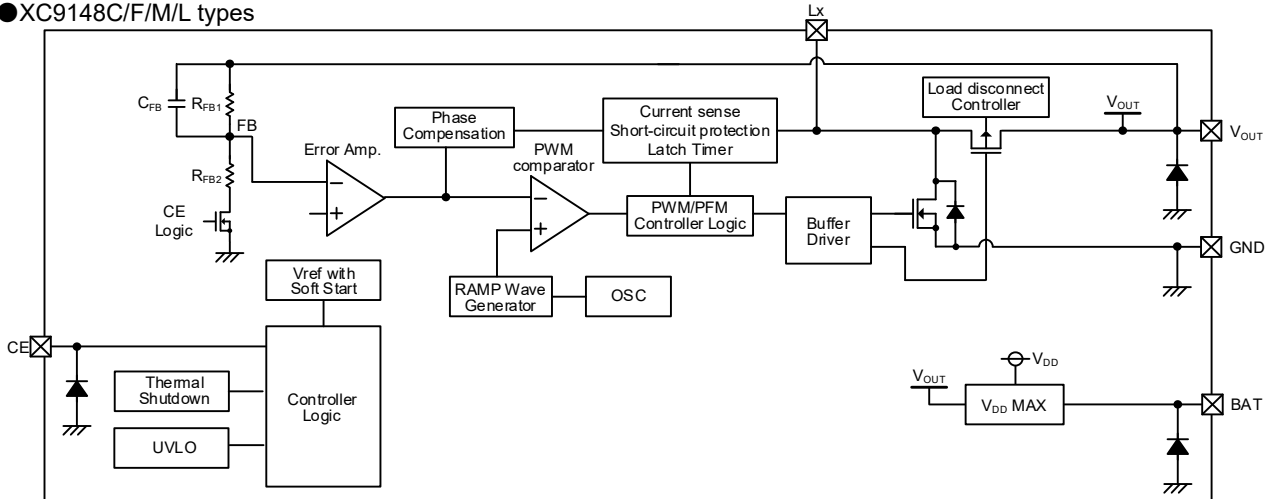 ●XC9148C/F/M/L types
Lx
CFB
RFB1
FB
RFB2
CE
Logic
Error Amp.
Phase
Compensation
PWM
comparator
Current sense
Short-circuit protection
Latch Timer
PWM/PFM
Controller Logic
Buffer
Driver
Load disconnect
Controller
VOUT
VOUT
GND
Vref with
Soft Start
RAMP Wave
Generator
OSC
CE
Thermal
Shutdown
UVLO
Controller
Logic
VOUT
VDD
VDD MAX
BAT